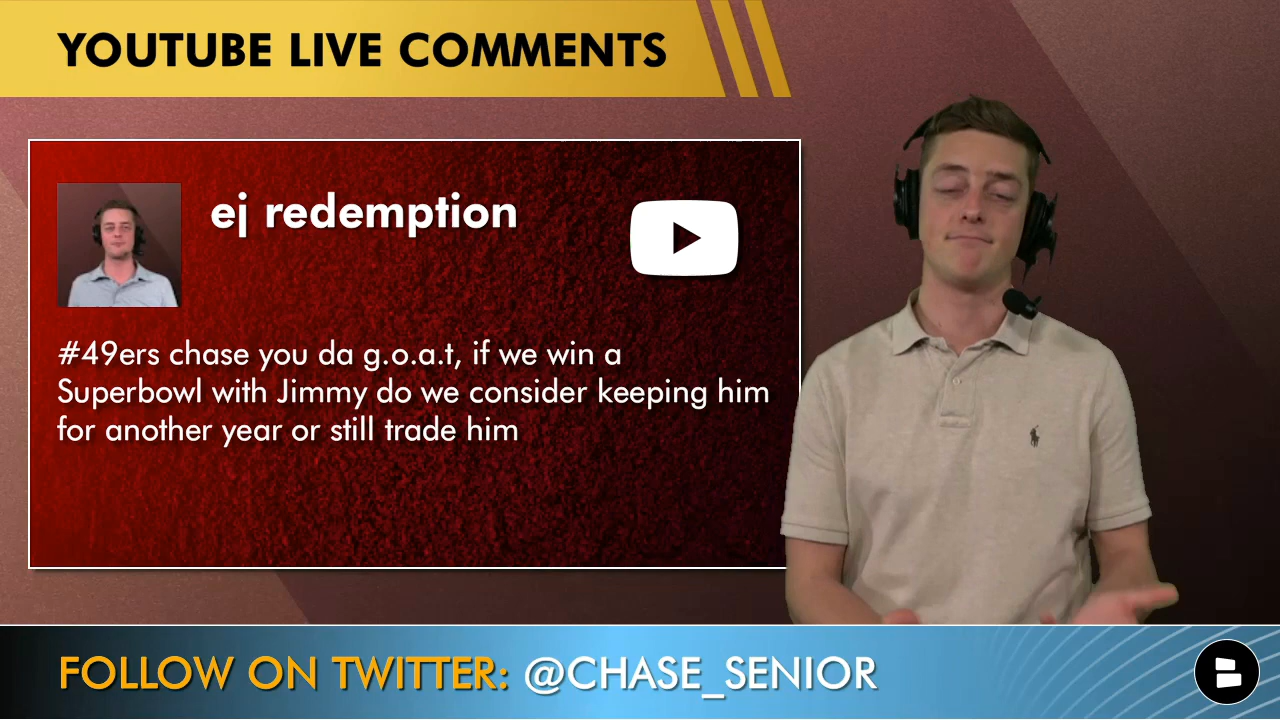 YOUTUBE LIVE COMMENTS
ej redemption
#49ers chase you da g.o.a.t, if we win a
Superbowl with Jimmy do we consider keeping him
for another year or still trade him
FOLLOW ON TWITTER: @CHASE_SENIOR